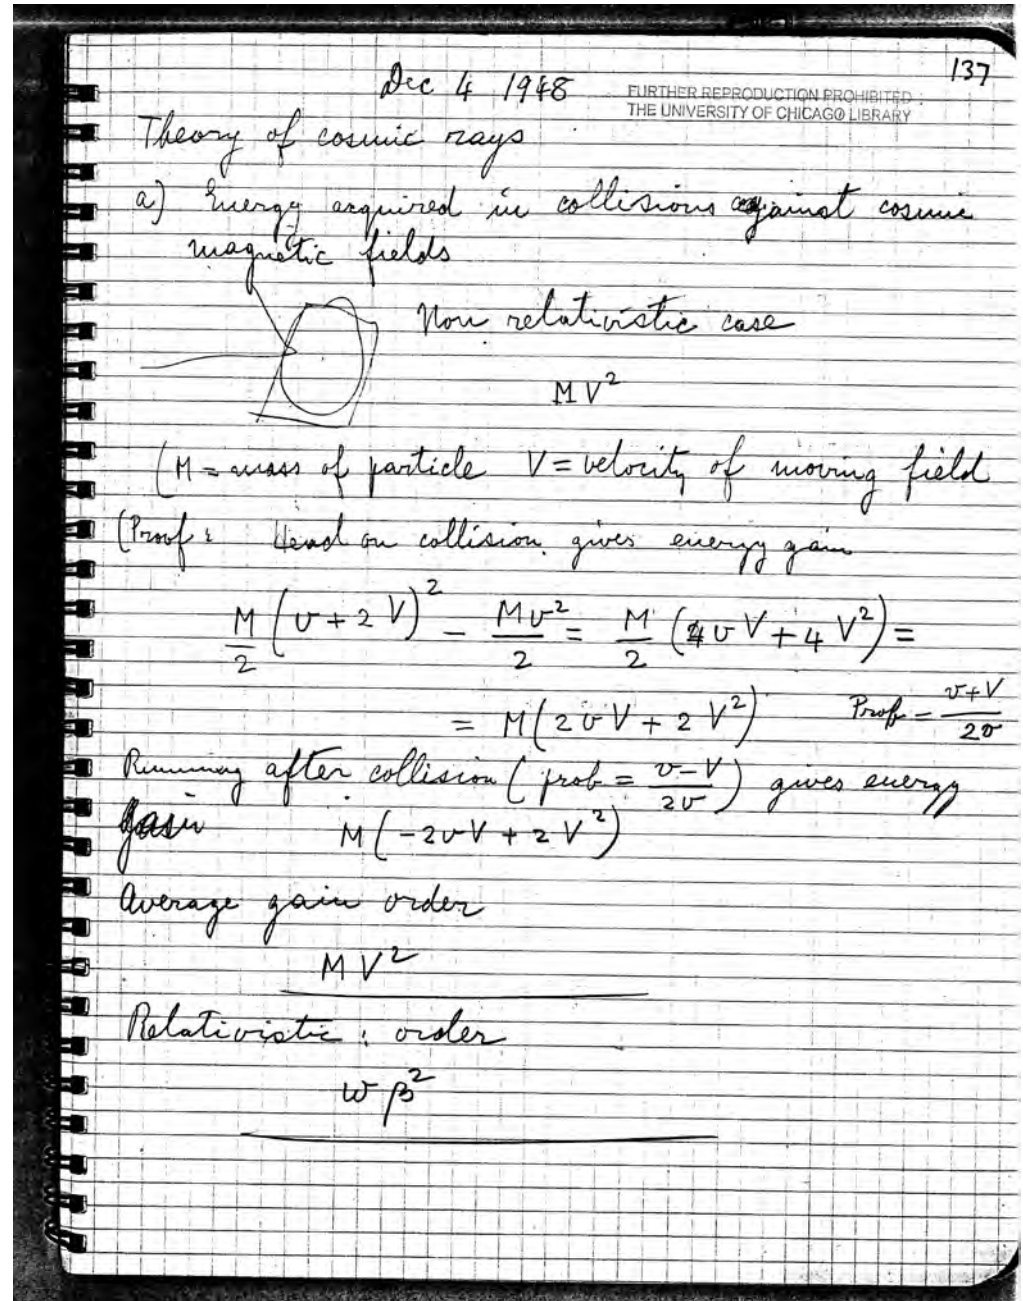 137
Dec 4 1948
FURTHER REPRODUCTION PROHIBITED
THE UNIVERSITY OF CHICAGO LIBRARY
Theory of cosmic rays
a) Energy acquired in collisions against cosmic
magnetic fields
Non relativistic case
MV²
(M = mass of particle V = velocity of moving field
(Proof: Head on collision gives energy gain
M/2 (v + 2V)² - Mv²/2 = M/2 (4vV + 4V²) =
= M(2vV + 2V²) Prob = v+V/2v
Running after collision (prob = v-V/2v) gives energy
gain M(-2vV + 2V²)
Average gain order
MV²
Relativistic: order
wβ²